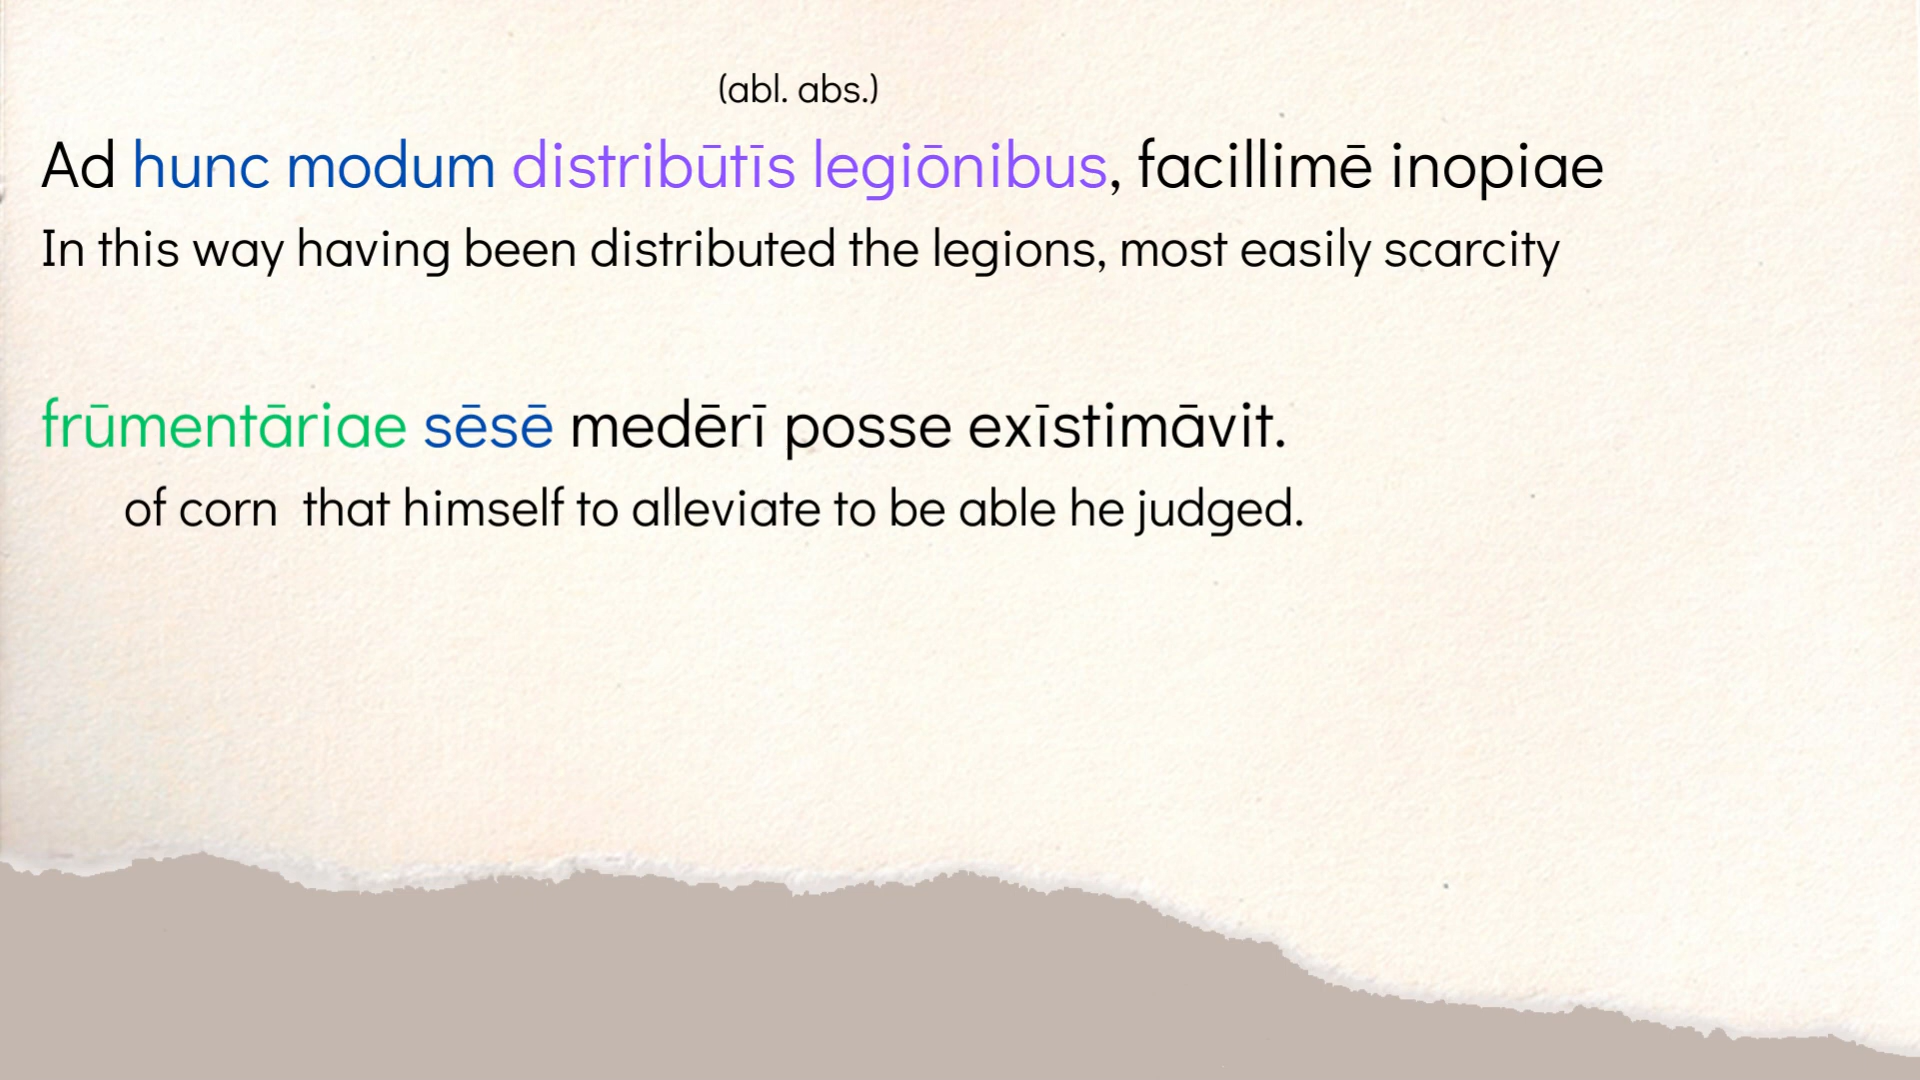 (abl. abs.)
Ad hunc modum distribūtīs legiōnibus, facillimē inopiae
In this way having been distributed the legions, most easily scarcity
frūmentāriae sēsē medērī posse exīstimāvit.
of corn that himself to alleviate to be able he judged.